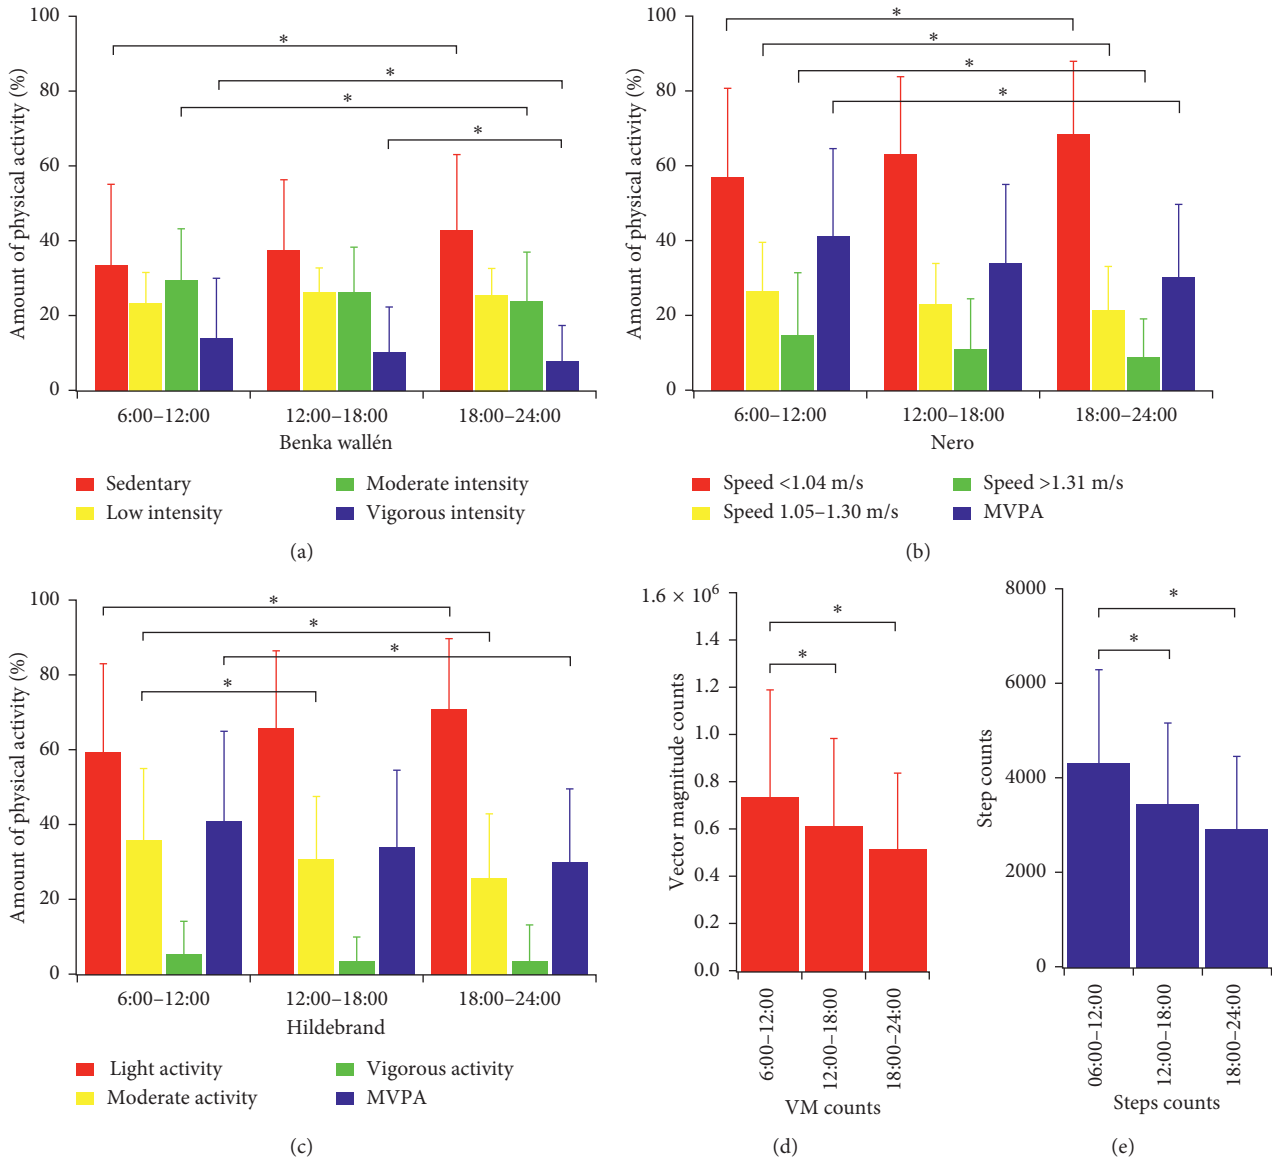 100
80
60
40
20
0
Amount of physical activity (%)
*
*
*
*
6:00–12:00 12:00–18:00 18:00–24:00
Benka wallén
Sedentary
Low intensity
Moderate intensity
Vigorous intensity
(a)
100
80
60
40
20
0
Amount of physical activity (%)
*
*
*
*
6:00–12:00 12:00–18:00 18:00–24:00
Nero
Speed <1.04 m/s
Speed 1.05–1.30 m/s
Speed >1.31 m/s
MVPA
(b)
100
80
60
40
20
0
Amount of physical activity (%)
*
*
*
*
6:00–12:00 12:00–18:00 18:00–24:00
Hildebrand
Light activity
Moderate activity
Vigorous activity
MVPA
(c)
1.6 × 10⁶
1.4
1.2
1.0
0.8
0.6
0.4
0.2
0.0
Vector magnitude counts
*
*
6:00–12:00
12:00–18:00
18:00–24:00
VM counts
(d)
8000
6000
4000
2000
0
Step counts
*
*
06:00–12:00
12:00–18:00
18:00–24:00
Steps counts
(e)